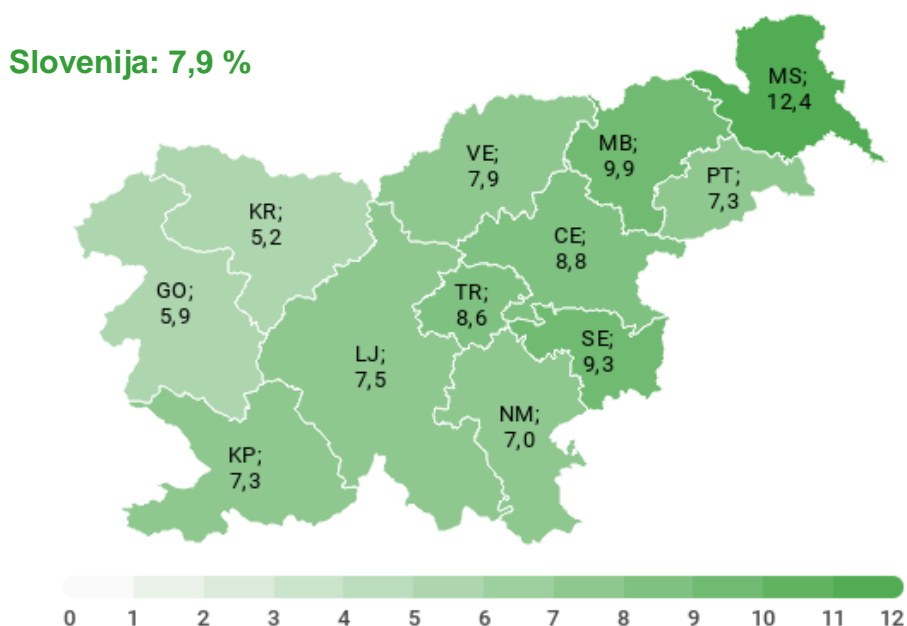 Slovenija: 7,9 %
MS;
12,4
MB;
9,9
VE;
7,9
PT;
7,3
KR;
5,2
CE;
8,8
GO;
5,9
TR;
8,6
SE;
9,3
LJ;
7,5
NM;
7,0
KP;
7,3
0 1 2 3 4 5 6 7 8 9 10 11 12